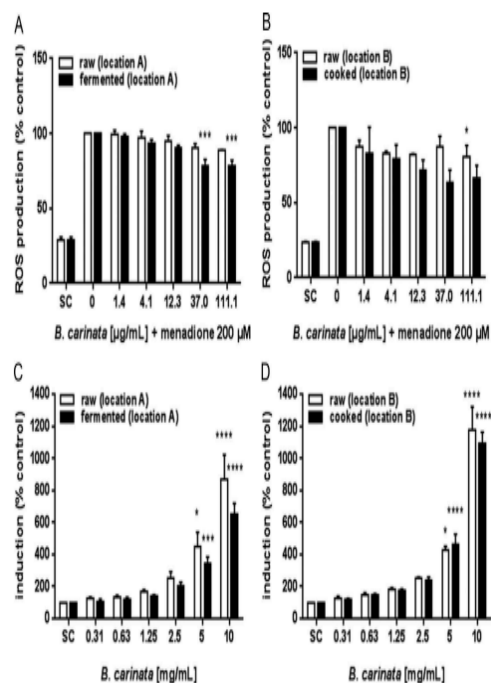 A
raw (location A)
fermented (location A)
ROS production (% control)
150
100
50
0
***
***
SC 0 1.4 4.1 12.3 37.0 111.1
B. carinata [µg/mL] + menadione 200 µM
B
raw (location B)
cooked (location B)
ROS production (% control)
150
100
50
0
*
SC 0 1.4 4.1 12.3 37.0 111.1
B. carinata [µg/mL] + menadione 200 µM
C
raw (location A)
fermented (location A)
induction (% control)
1400
1200
1000
800
600
400
200
0
*
***
****
****
SC 0.31 0.63 1.25 2.5 5 10
B. carinata [mg/mL]
D
raw (location B)
cooked (location B)
induction (% control)
1400
1200
1000
800
600
400
200
0
*
****
****
****
SC 0.31 0.63 1.25 2.5 5 10
B. carinata [mg/mL]